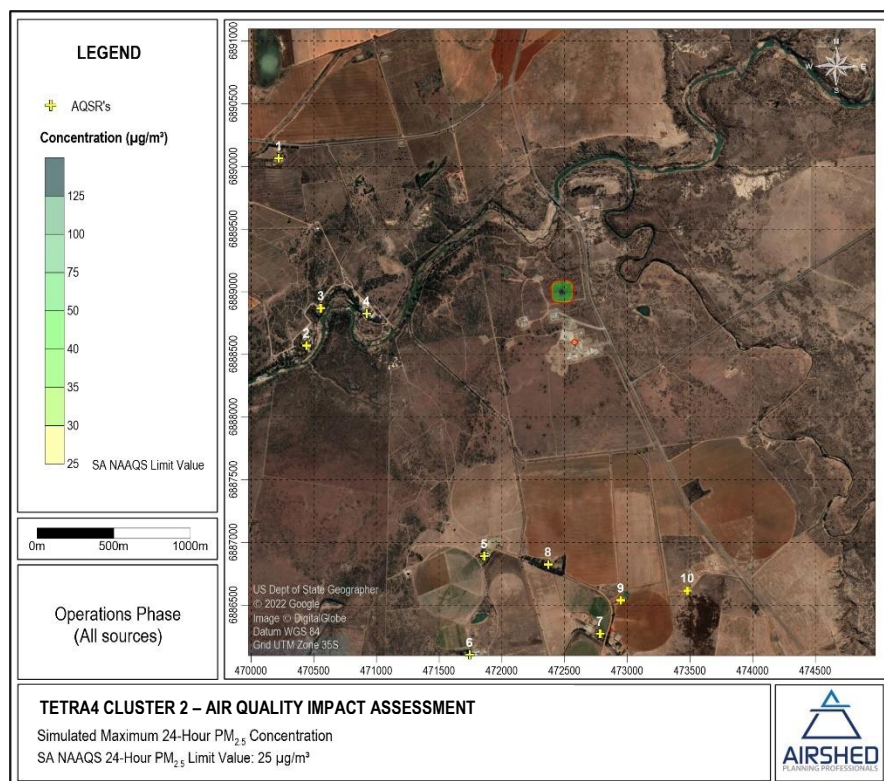 LEGEND
AQSR's
Concentration (µg/m³)
125
100
75
50
40
35
30
25 SA NAAQS Limit Value
0m 500m 1000m
Operations Phase
(All sources)
6891000
6890500
6890000
6889500
6889000
6888500
6888000
6887500
6887000
6886500
N
W E
S
1
3
4
2
5
8
10
9
7
6
US Dept of State Geographer
© 2022 Google
Image © DigitalGlobe
Datum WGS 84
Grid UTM Zone 35S
470000 470500 471000 471500 472000 472500 473000 473500 474000 474500
TETRA4 CLUSTER 2 – AIR QUALITY IMPACT ASSESSMENT
Simulated Maximum 24-Hour PM2.5 Concentration
SA NAAQS 24-Hour PM2.5 Limit Value: 25 µg/m³
AIRSHED
PLANNING PROFESSIONALS